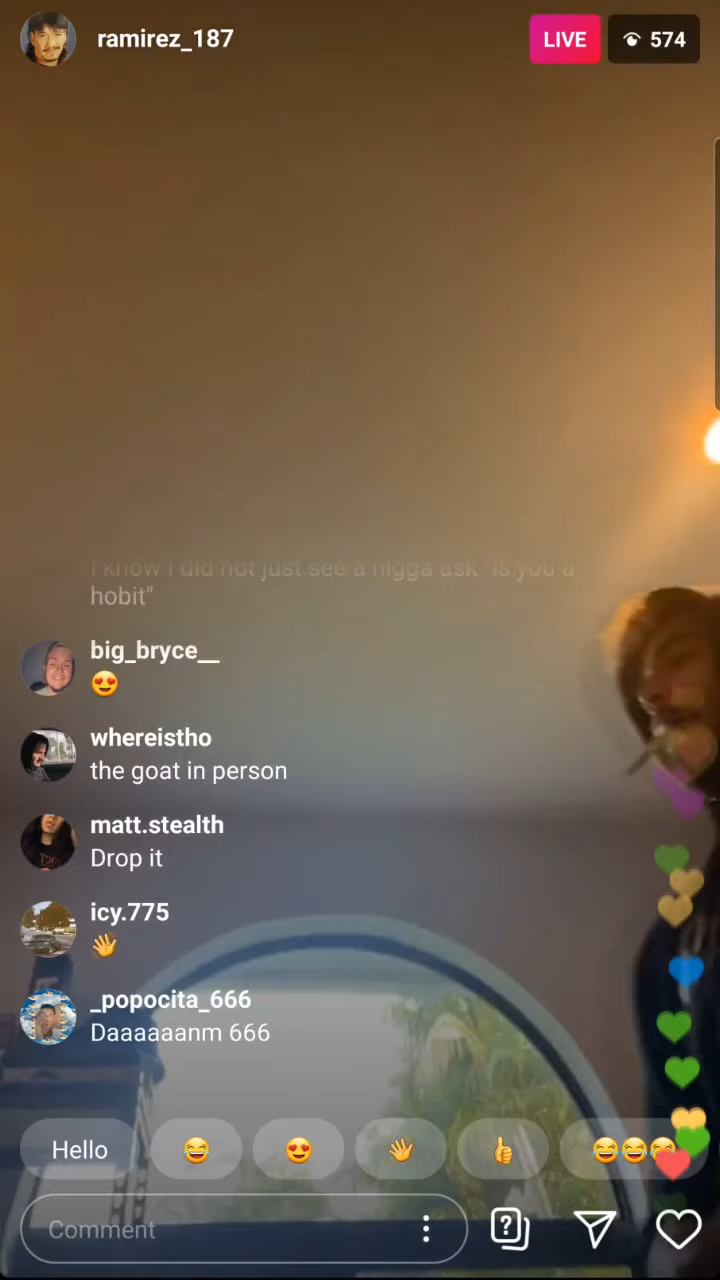 ramirez_187
LIVE
574
I know I did not just see a nigga ask "is you a
hobit"
big_bryce__
😍
whereistho
the goat in person
matt.stealth
Drop it
icy.775
👋
_popocita_666
Daaaaaanm 666
Hello 😂 😍 👋 👍 😂😂😂
Comment